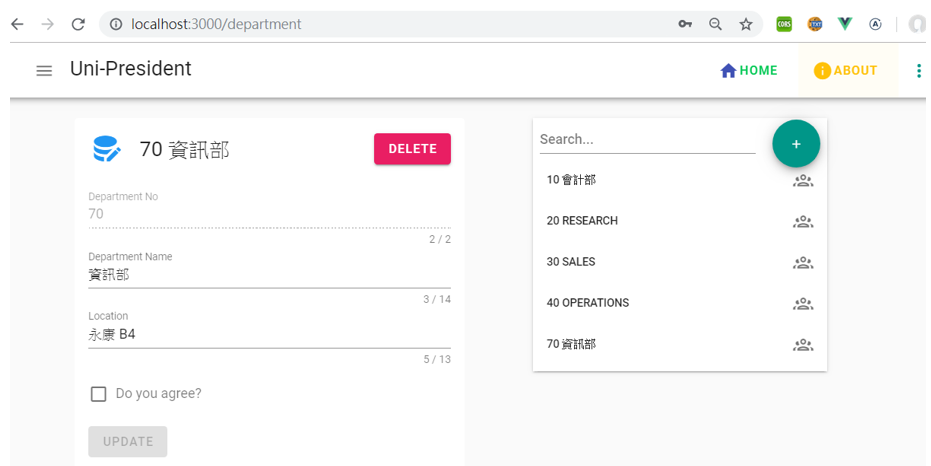 localhost:3000/department
CORS
Uni-President
HOME
ABOUT
70 資訊部
DELETE
Department No
70
2 / 2
Department Name
資訊部
3 / 14
Location
永康 B4
5 / 13
Do you agree?
UPDATE
Search...
+
10 會計部
20 RESEARCH
30 SALES
40 OPERATIONS
70 資訊部